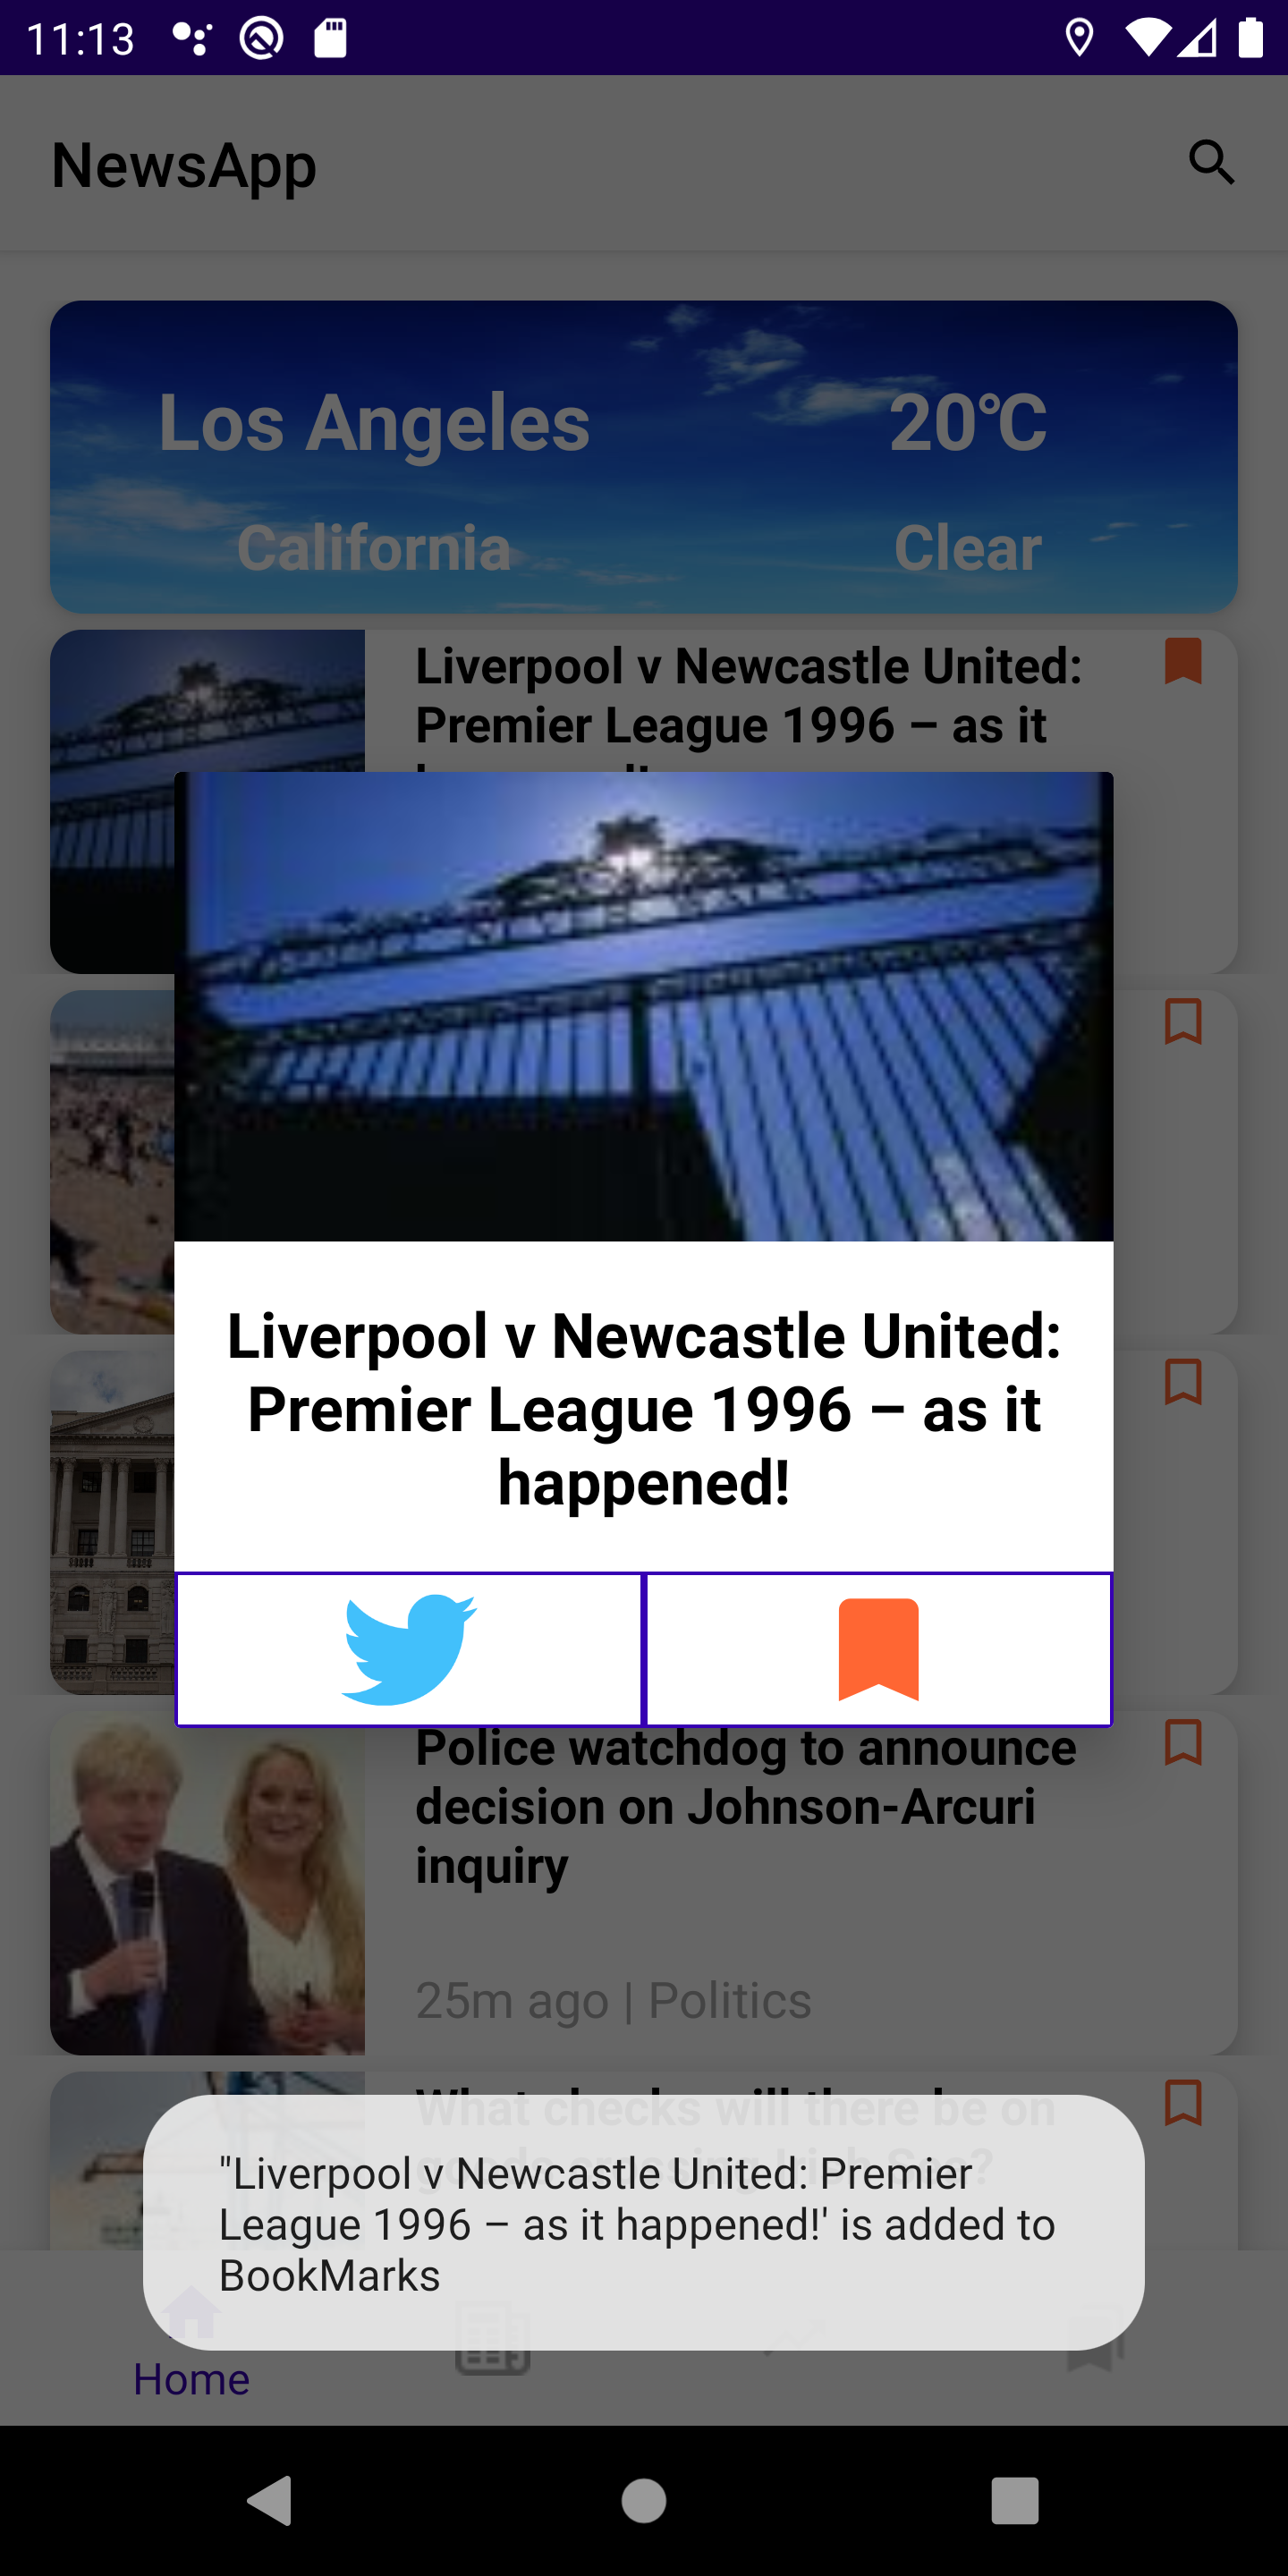 11:13
NewsApp
Los Angeles
20°C
California
Clear
Liverpool v Newcastle United:
Premier League 1996 – as it
Liverpool v Newcastle United:
Premier League 1996 – as it
happened!
Police watchdog to announce
decision on Johnson-Arcuri
inquiry
25m ago | Politics
What checks will there be on
"Liverpool v Newcastle United: Premier
League 1996 – as it happened!' is added to
BookMarks
Home